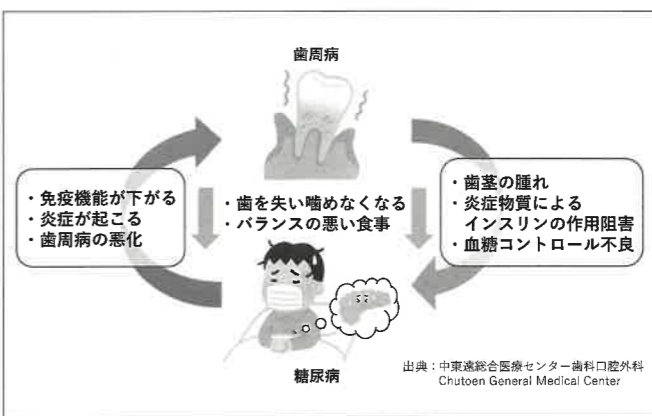 歯周病
・免疫機能が下がる
・炎症が起こる
・歯周病の悪化
・歯を失い噛めなくなる
・バランスの悪い食事
・歯茎の腫れ
・炎症物質による
インスリンの作用阻害
・血糖コントロール不良
糖尿病
出典：中東遠総合医療センター歯科口腔外科
Chutoen General Medical Center